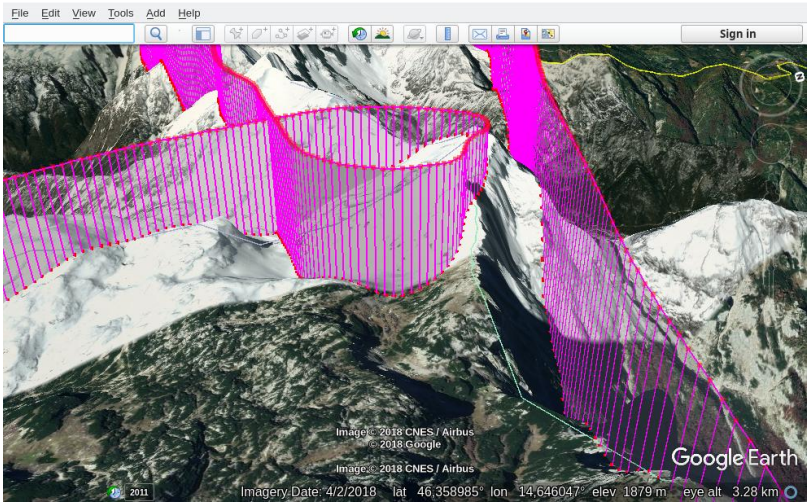 File Edit View Tools Add Help
Sign in
N
Image © 2018 CNES / Airbus
© 2018 Google
Image © 2018 CNES / Airbus
Google Earth
2011
Imagery Date: 4/2/2018 lat 46,358985° lon 14,646047° elev 1879 m eye alt 3.28 km